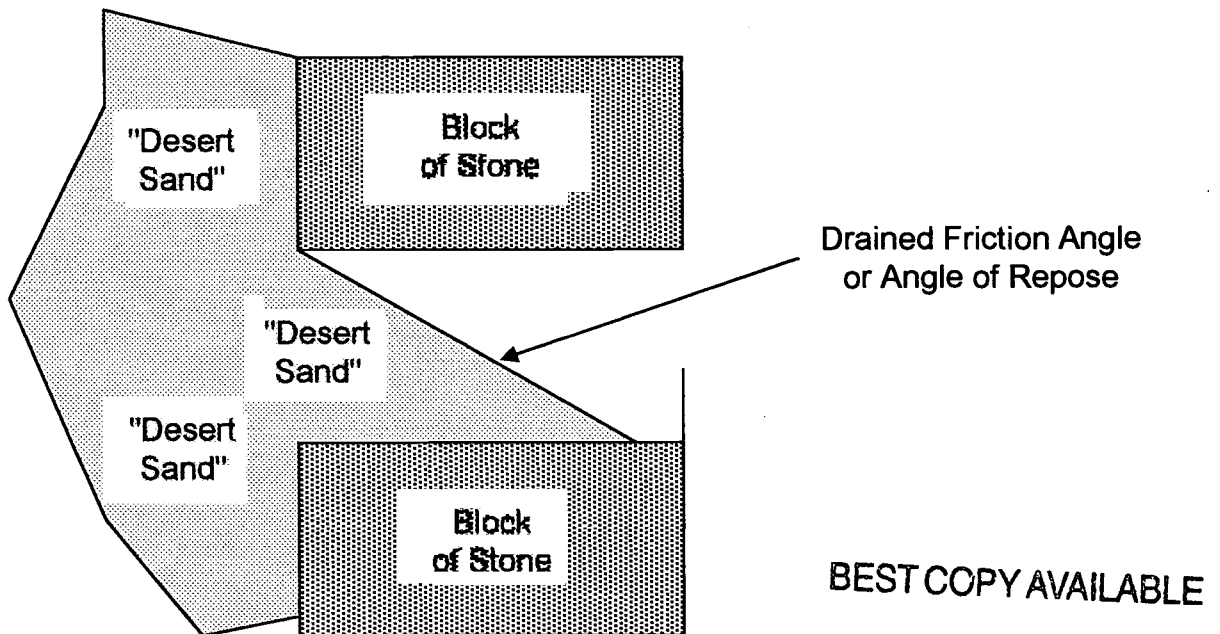 "Desert
Sand"
Block
of Stone
Drained Friction Angle
or Angle of Repose
"Desert
Sand"
"Desert
Sand"
Block
of Stone
BEST COPY AVAILABLE